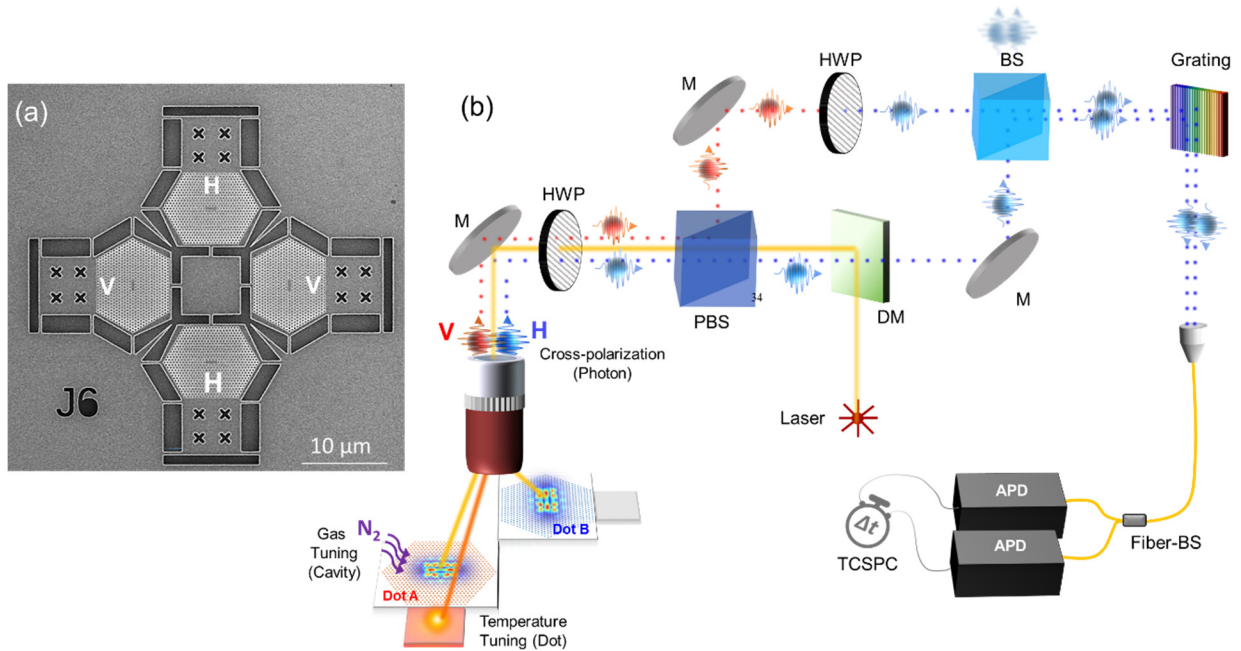 (a)
H
V
V
H
J6
10 μm
(b)
M
HWP
BS
Grating
M
HWP
PBS
34
DM
M
V
H
Cross-polarization
(Photon)
Laser
N2
Gas
Tuning
(Cavity)
Dot A
Dot B
Temperature
Tuning (Dot)
APD
APD
Δt
TCSPC
Fiber-BS